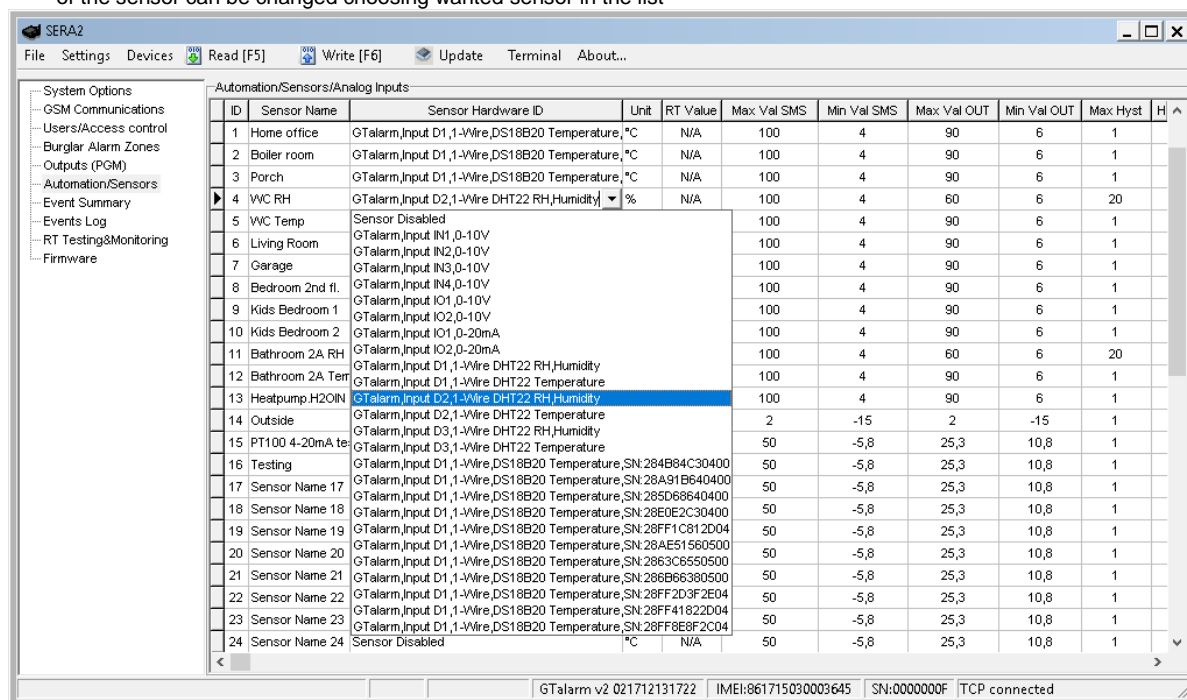 of the sensor can be changed choosing wanted sensor in the list
SERA2
File Settings Devices Read [F5] Write [F6] Update Terminal About...
System Options
GSM Communications
Users/Access control
Burglar Alarm Zones
Outputs (PGM)
Automation/Sensors
Event Summary
Events Log
RT Testing&Monitoring
Firmware
Automation/Sensors/Analog Inputs
ID Sensor Name Sensor Hardware ID Unit RT Value Max Val SMS Min Val SMS Max Val OUT Min Val OUT Max Hyst H
1 Home office GTalarm,Input D1,1-Wire,DS18B20 Temperature, °C N/A 100 4 90 6 1
2 Boiler room GTalarm,Input D1,1-Wire,DS18B20 Temperature, °C N/A 100 4 90 6 1
3 Porch GTalarm,Input D1,1-Wire,DS18B20 Temperature, °C N/A 100 4 90 6 1
4 WC RH GTalarm,Input D2,1-Wire DHT22 RH,Humidity % N/A 100 4 60 6 20
5 WC Temp 100 4 90 6 1
6 Living Room 100 4 90 6 1
7 Garage 100 4 90 6 1
8 Bedroom 2nd fl. 100 4 90 6 1
9 Kids Bedroom 1 100 4 90 6 1
10 Kids Bedroom 2 100 4 90 6 1
11 Bathroom 2A RH 100 4 60 6 20
12 Bathroom 2A Tem 100 4 90 6 1
13 Heatpump.H2OIN 100 4 90 6 1
14 Outside 2 -15 2 -15 1
15 PT100 4-20mA te 50 -5,8 25,3 10,8 1
16 Testing 50 -5,8 25,3 10,8 1
17 Sensor Name 17 50 -5,8 25,3 10,8 1
18 Sensor Name 18 50 -5,8 25,3 10,8 1
19 Sensor Name 19 50 -5,8 25,3 10,8 1
20 Sensor Name 20 50 -5,8 25,3 10,8 1
21 Sensor Name 21 50 -5,8 25,3 10,8 1
22 Sensor Name 22 50 -5,8 25,3 10,8 1
23 Sensor Name 23 50 -5,8 25,3 10,8 1
24 Sensor Name 24 Sensor Disabled °C N/A 50 -5,8 25,3 10,8 1
Sensor Disabled
GTalarm,Input IN1,0-10V
GTalarm,Input IN2,0-10V
GTalarm,Input IN3,0-10V
GTalarm,Input IN4,0-10V
GTalarm,Input IO1,0-10V
GTalarm,Input IO2,0-10V
GTalarm,Input IO1,0-20mA
GTalarm,Input IO2,0-20mA
GTalarm,Input D1,1-Wire DHT22 RH,Humidity
GTalarm,Input D1,1-Wire DHT22 Temperature
GTalarm,Input D2,1-Wire DHT22 RH,Humidity
GTalarm,Input D2,1-Wire DHT22 Temperature
GTalarm,Input D3,1-Wire DHT22 RH,Humidity
GTalarm,Input D3,1-Wire DHT22 Temperature
GTalarm,Input D1,1-Wire,DS18B20 Temperature,SN:284B84C30400
GTalarm,Input D1,1-Wire,DS18B20 Temperature,SN:28A91B640400
GTalarm,Input D1,1-Wire,DS18B20 Temperature,SN:285D68640400
GTalarm,Input D1,1-Wire,DS18B20 Temperature,SN:28E0E2C30400
GTalarm,Input D1,1-Wire,DS18B20 Temperature,SN:28FF1C812D04
GTalarm,Input D1,1-Wire,DS18B20 Temperature,SN:28AE51560500
GTalarm,Input D1,1-Wire,DS18B20 Temperature,SN:2863C6550500
GTalarm,Input D1,1-Wire,DS18B20 Temperature,SN:286B66380500
GTalarm,Input D1,1-Wire,DS18B20 Temperature,SN:28FF2D3F2E04
GTalarm,Input D1,1-Wire,DS18B20 Temperature,SN:28FF41822D04
GTalarm,Input D1,1-Wire,DS18B20 Temperature,SN:28FF8E8F2C04
GTalarm v2 021712131722 IMEI:861715030003645 SN:0000000F TCP connected